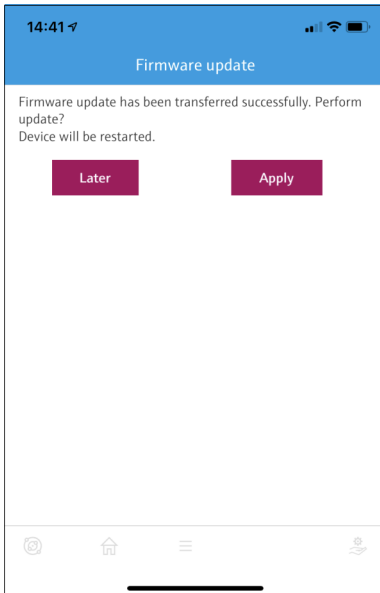 14:41
Firmware update
Firmware update has been transferred successfully. Perform
update?
Device will be restarted.
Later Apply